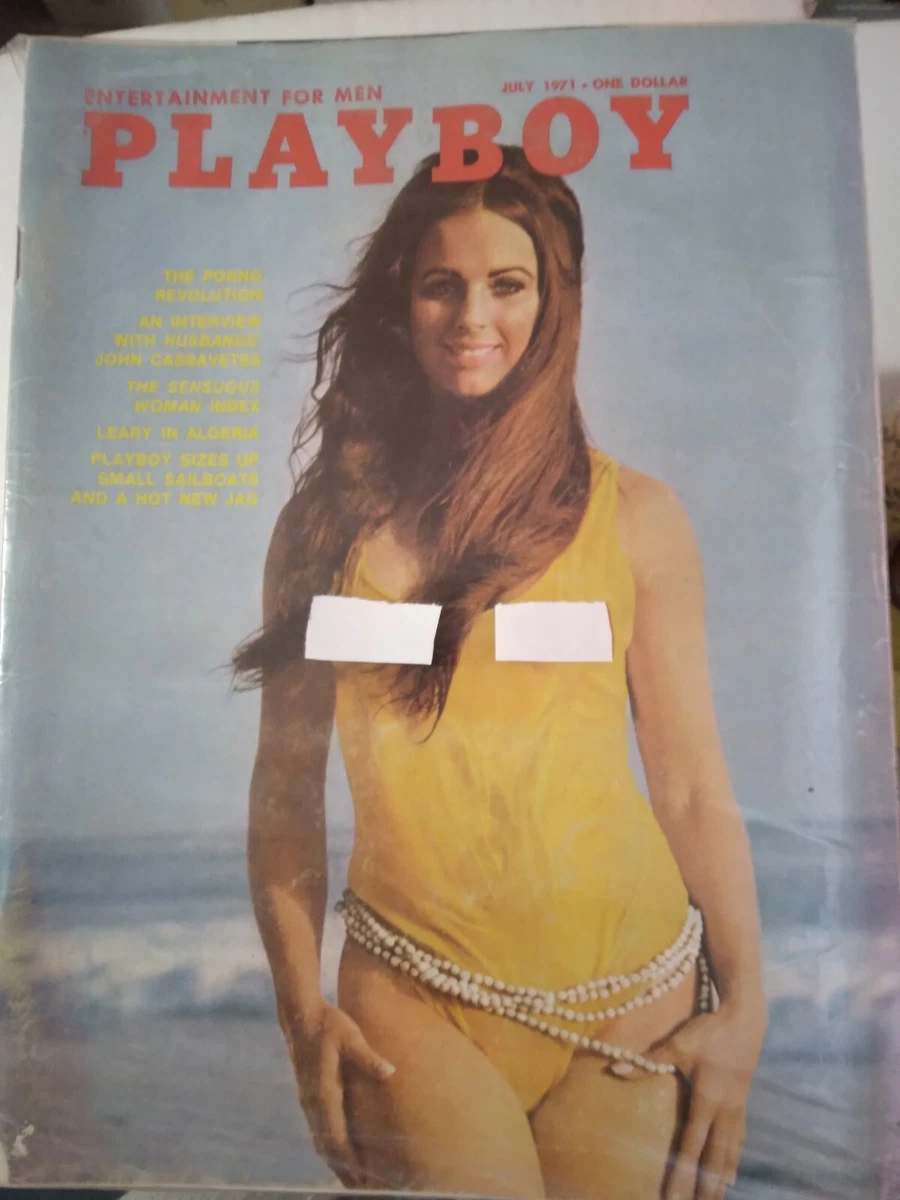 ENTERTAINMENT FOR MEN
JULY 1971 • ONE DOLLAR
PLAYBOY
THE PORNO
REVOLUTION
AN INTERVIEW
WITH HUSBANDS'
JOHN CASSAVETES
THE SENSUOUS
WOMAN INDEX
LEARY IN ALGERIA
PLAYBOY SIZES UP
SMALL SAILBOATS
AND A HOT NEW JAG